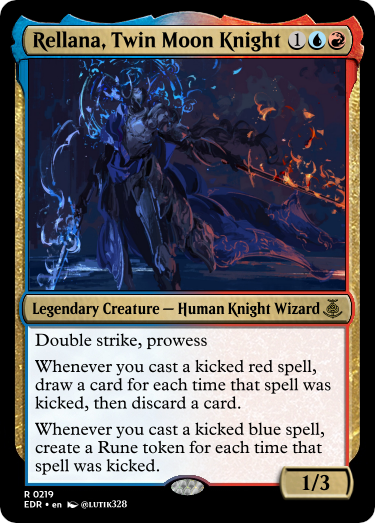 Rellana, Twin Moon Knight 1
Legendary Creature — Human Knight Wizard
Double strike, prowess
Whenever you cast a kicked red spell,
draw a card for each time that spell was
kicked, then discard a card.
Whenever you cast a kicked blue spell,
create a Rune token for each time that
spell was kicked.
1/3
R 0219
EDR • en @LUTIK328